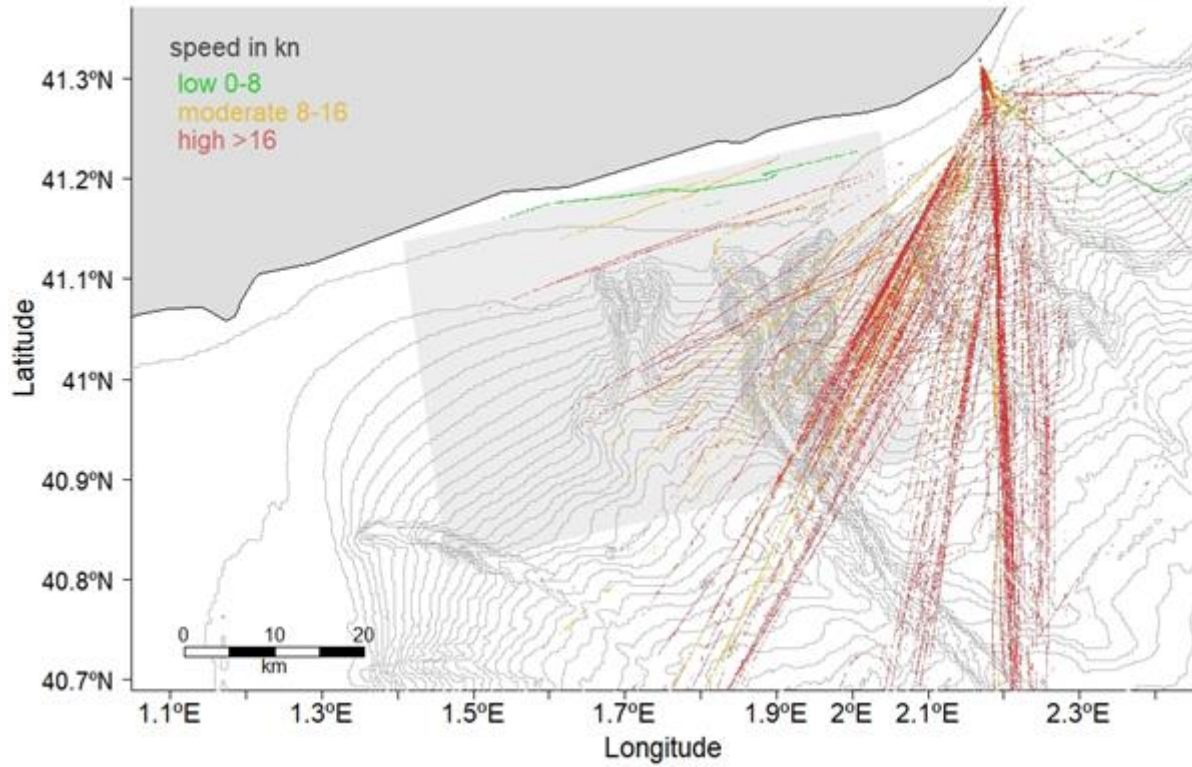 speed in kn
low 0-8
moderate 8-16
high >16
41.3ºN
41.2ºN
41.1ºN
41ºN
40.9ºN
40.8ºN
40.7ºN
Latitude
0 10 20
km
1.1ºE 1.3ºE 1.5ºE 1.7ºE 1.9ºE 2ºE 2.1ºE 2.3ºE
Longitude